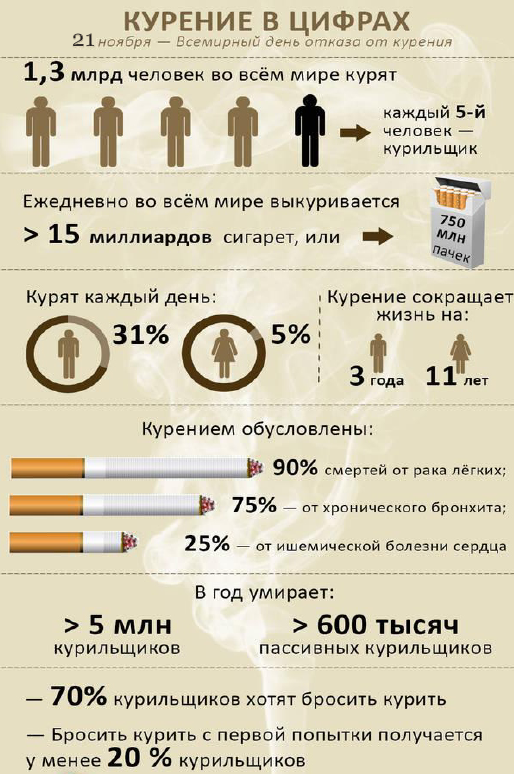 КУРЕНИЕ В ЦИФРАХ
21 ноября — Всемирный день отказа от курения
1,3 млрд человек во всём мире курят
каждый 5-й
человек —
курильщик
Ежедневно во всём мире выкуривается
> 15 миллиардов сигарет, или
750
млн
пачек
Курят каждый день:
31%
5%
Курение сокращает
жизнь на:
3 года
11 лет
Курением обусловлены:
90% смертей от рака лёгких;
75% — от хронического бронхита;
25% — от ишемической болезни сердца
В год умирает:
> 5 млн
курильщиков
> 600 тысяч
пассивных курильщиков
— 70% курильщиков хотят бросить курить
— Бросить курить с первой попытки получается
у менее 20 % курильщиков